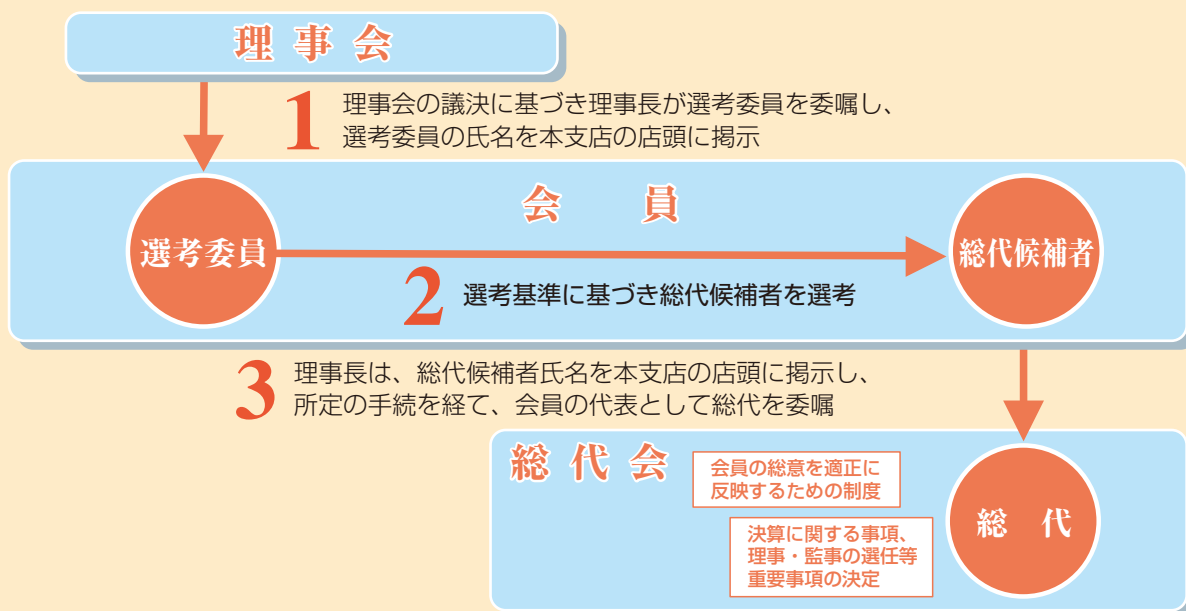 理事会
1
理事会の議決に基づき理事長が選考委員を委嘱し、
選考委員の氏名を本支店の店頭に掲示
会　員
選考委員
総代候補者
2
選考基準に基づき総代候補者を選考
3
理事長は、総代候補者氏名を本支店の店頭に掲示し、
所定の手続を経て、会員の代表として総代を委嘱
総代会
会員の総意を適正に
反映するための制度
総　代
決算に関する事項、
理事・監事の選任等
重要事項の決定